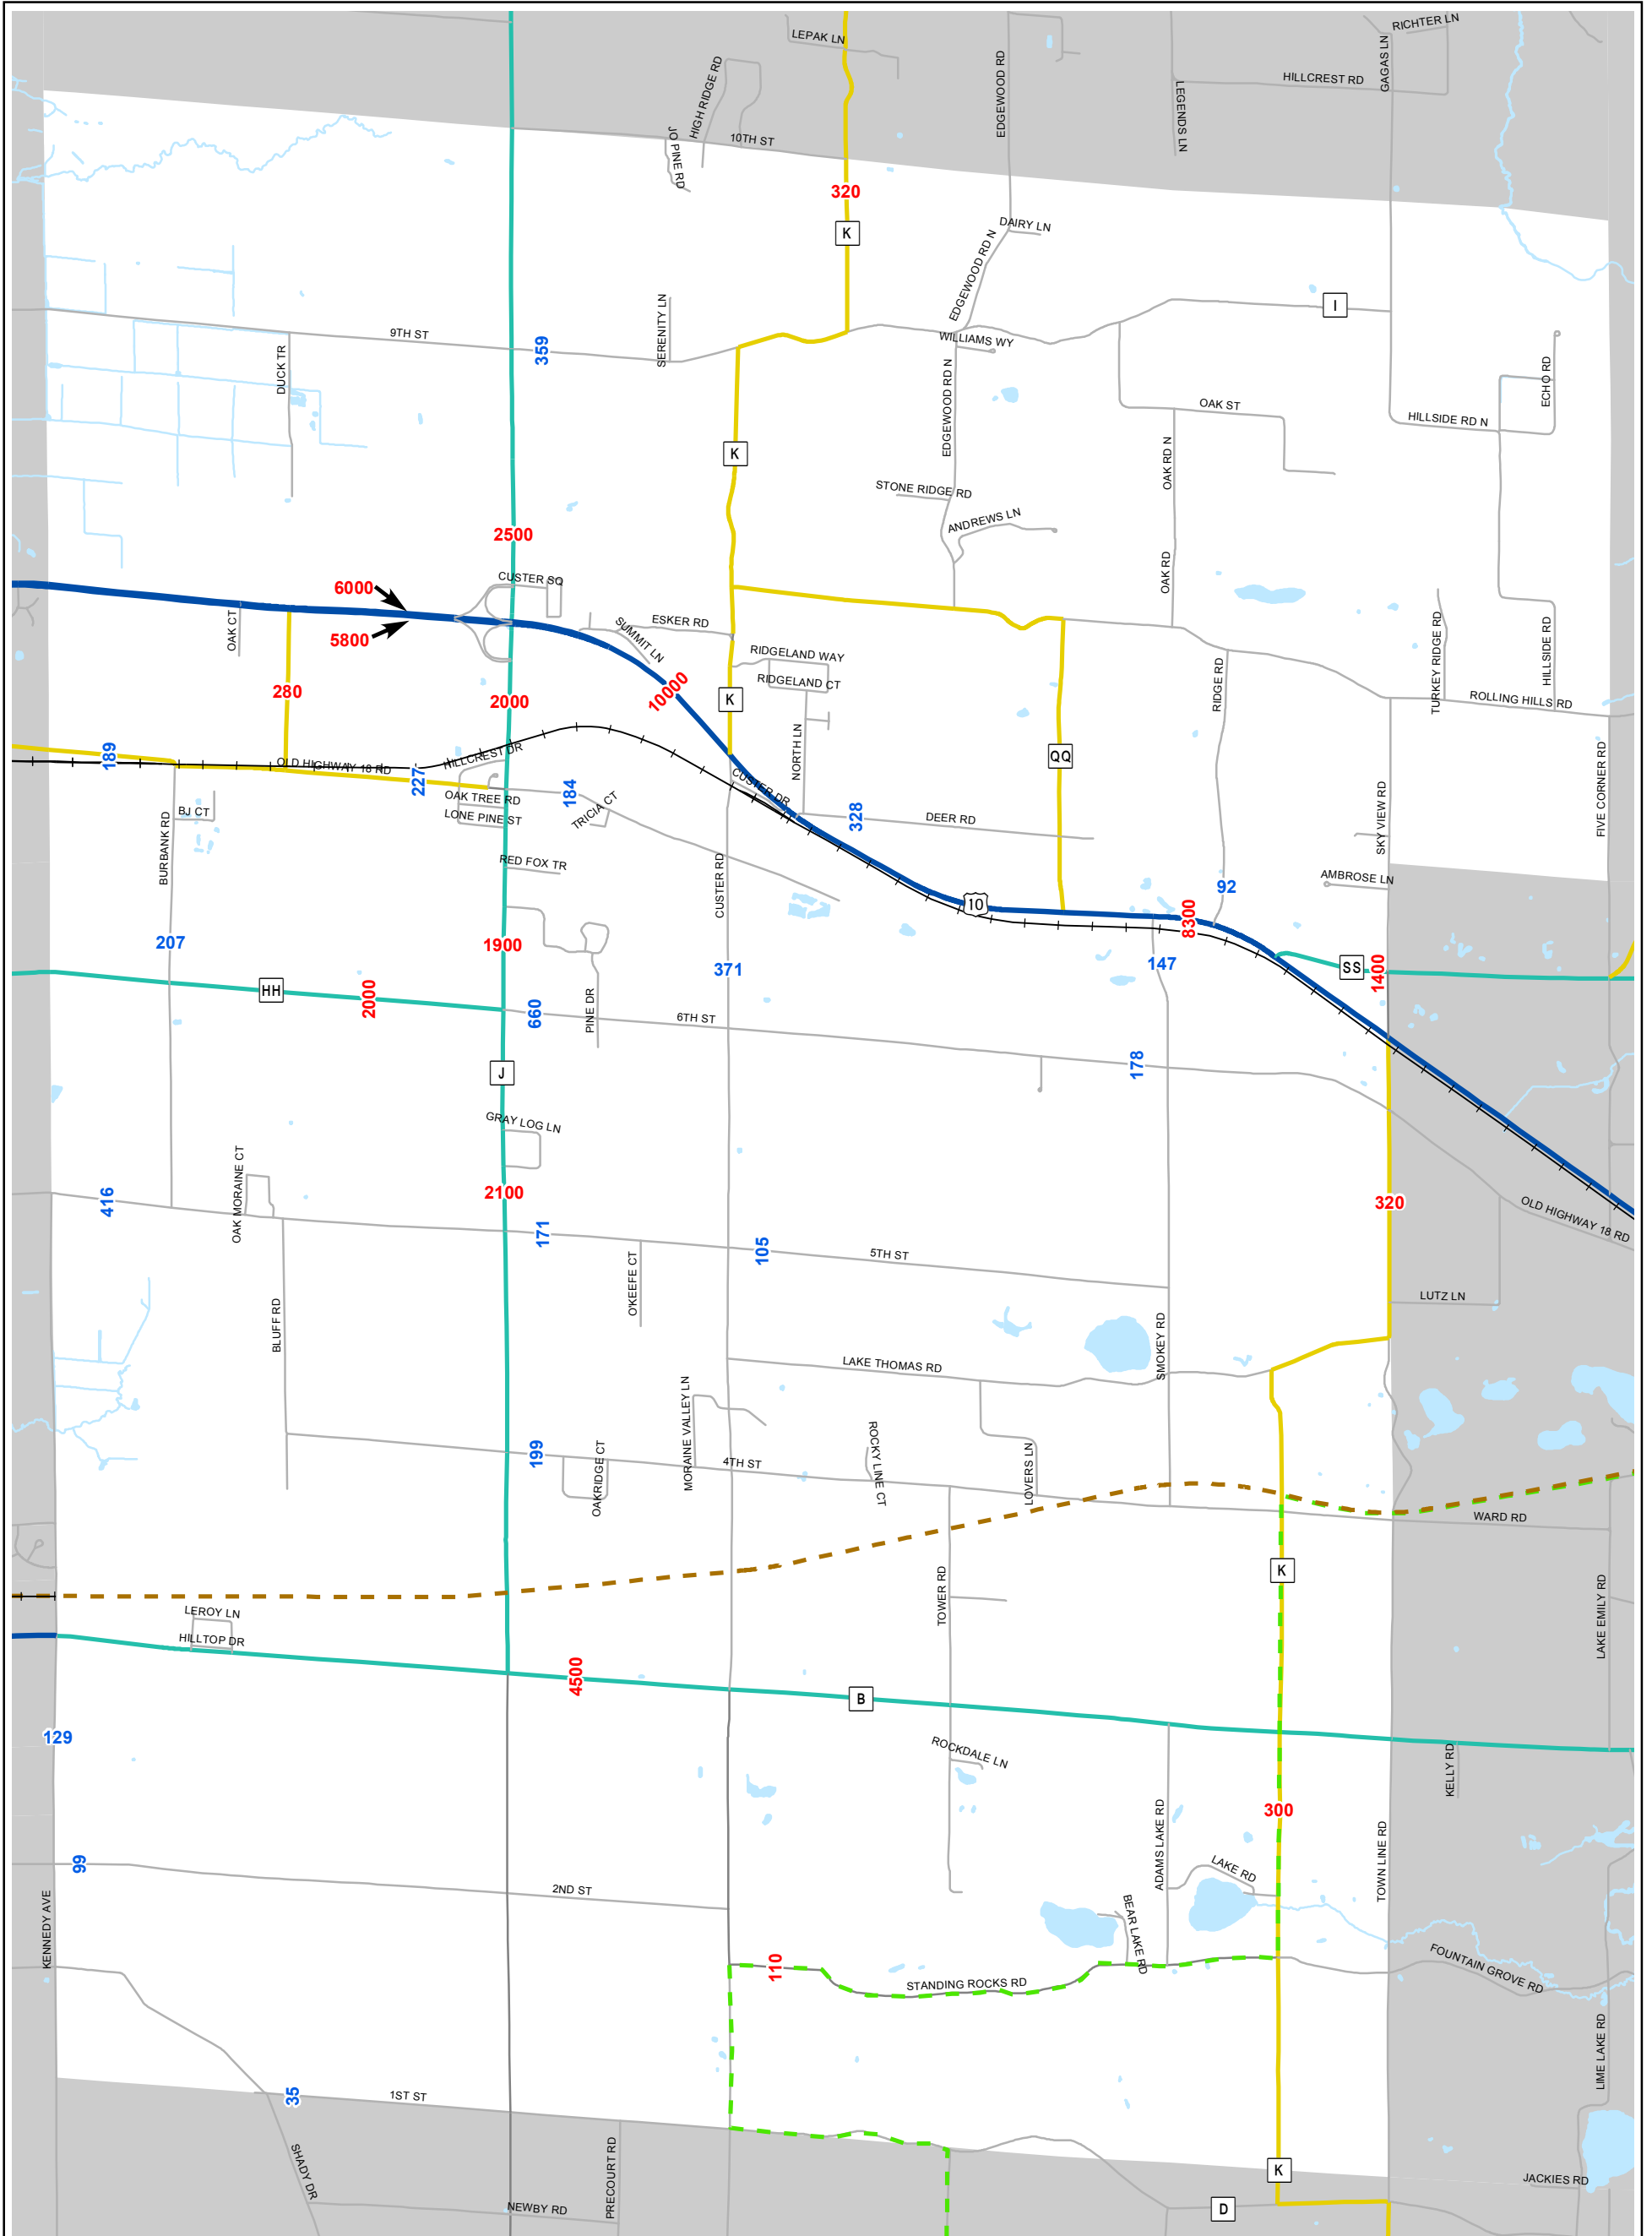 RICHTER LN
LEPAK LN
GAGAS LN
HIGH RIDGE RD
EDGEWOOD RD
HILLCREST RD
LEGENDS LN
10TH ST
JO PINE RD
320
K
DAIRY LN
EDGEWOOD RD N
I
SERENITY LN
9TH ST
359
WILLIAMS WY
DUCK TR
ECHO RD
EDGEWOOD RD N
OAK ST
HILLSIDE RD N
K
OAK RD N
STONE RIDGE RD
ANDREWS LN
2500
OAK RD
CUSTER SQ
6000
5800
OAK CT
ESKER RD
SUMMIT LN
TURKEY RIDGE RD
HILLSIDE RD
RIDGELAND WAY
RIDGELAND CT
RIDGE RD
280
2000
10000
K
ROLLING HILLS RD
189
HILLCREST DR
OLD HIGHWAY 18 RD
227
NORTH LN
QQ
CUSTER DR
FIVE CORNER RD
OAK TREE RD
184
BJ CT
LONE PINE ST
TRICIA CT
328
DEER RD
SKY VIEW RD
BURBANK RD
RED FOX TR
CUSTER RD
AMBROSE LN
92
10
8300
207
1900
371
147
SS
1400
HH
2000
660
PINE DR
6TH ST
178
J
GRAY LOG LN
OAK MORAINE CT
416
2100
320
OLD HIGHWAY 18 RD
171
105
5TH ST
O'KEEFE CT
LUTZ LN
BLUFF RD
SMOKEY RD
LAKE THOMAS RD
MORAINE VALLEY LN
199
OAKRIDGE CT
4TH ST
ROCKY LINE CT
LOVERS LN
WARD RD
K
TOWER RD
LAKE EMILY RD
LEROY LN
HILLTOP DR
4500
B
129
ROCKDALE LN
KELLY RD
300
ADAMS LAKE RD
TOWN LINE RD
99
2ND ST
LAKE RD
KENNEDY AVE
BEAR LAKE RD
110
STANDING ROCKS RD
FOUNTAIN GROVE RD
LIME LAKE RD
35
1ST ST
SHADY DR
PRECOURT RD
K
JACKIES RD
NEWBY RD
D